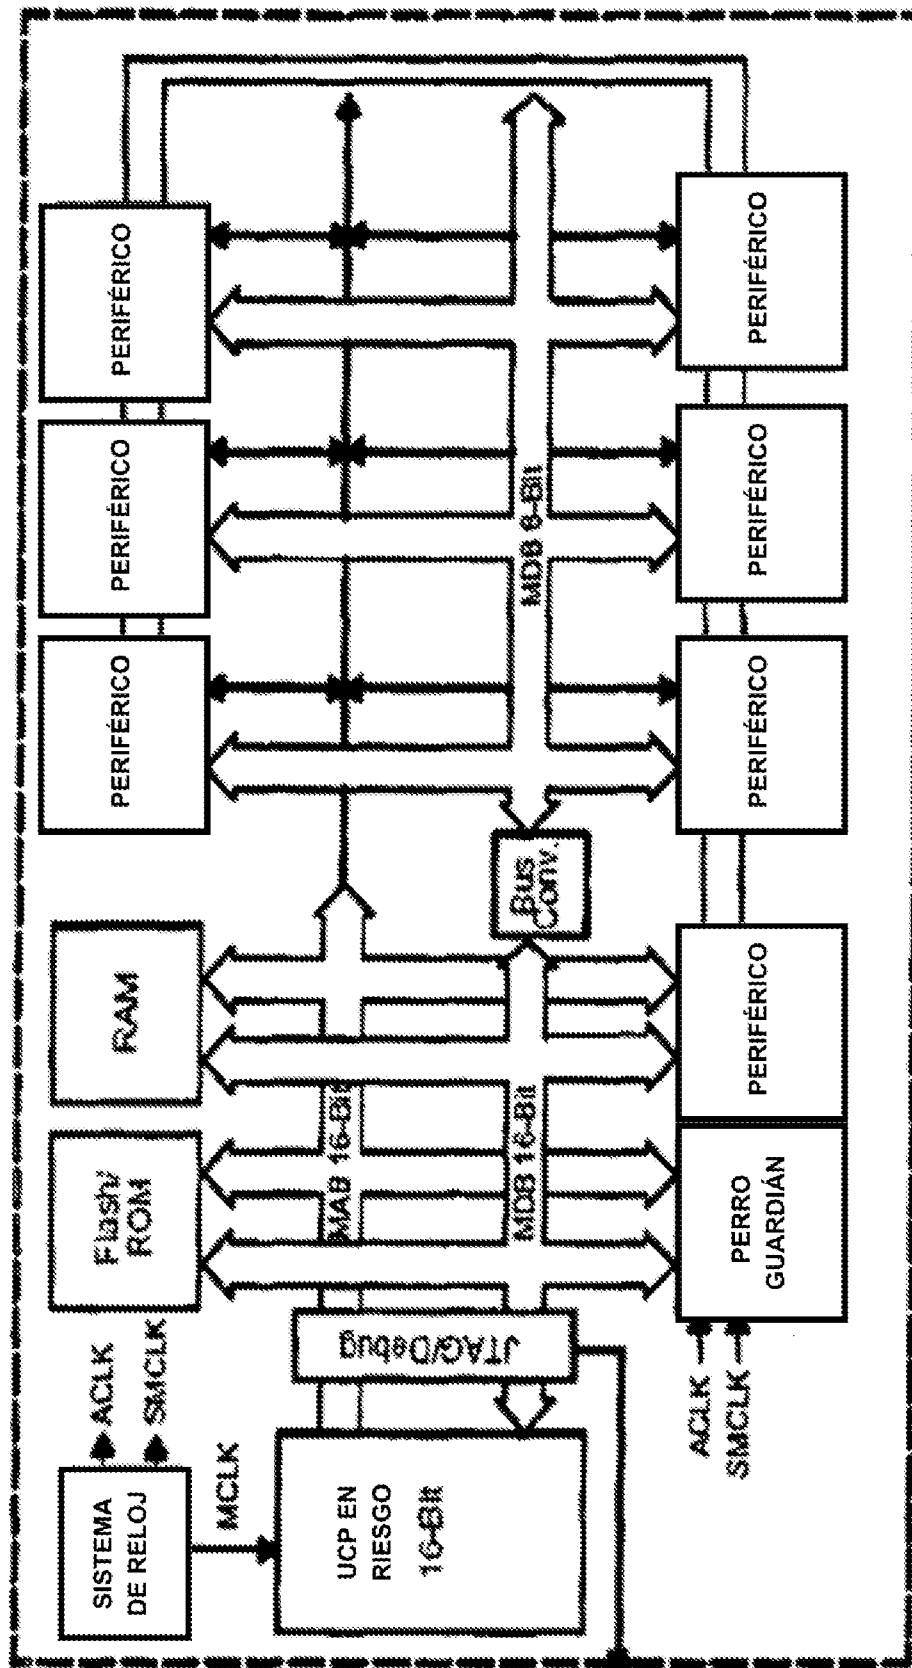 SISTEMA
DE RELOJ
ACLK
SMCLK
MCLK
UCP EN
RIESGO
16-Bit
JTAG/Debug
Flash/
ROM
RAM
MAB 16-Bit
MDB 16-Bit
Bus
Conv.
MDB 8-Bit
PERIFÉRICO
PERIFÉRICO
PERIFÉRICO
ACLK
SMCLK
PERRO
GUARDIÁN
PERIFÉRICO
PERIFÉRICO
PERIFÉRICO
PERIFÉRICO